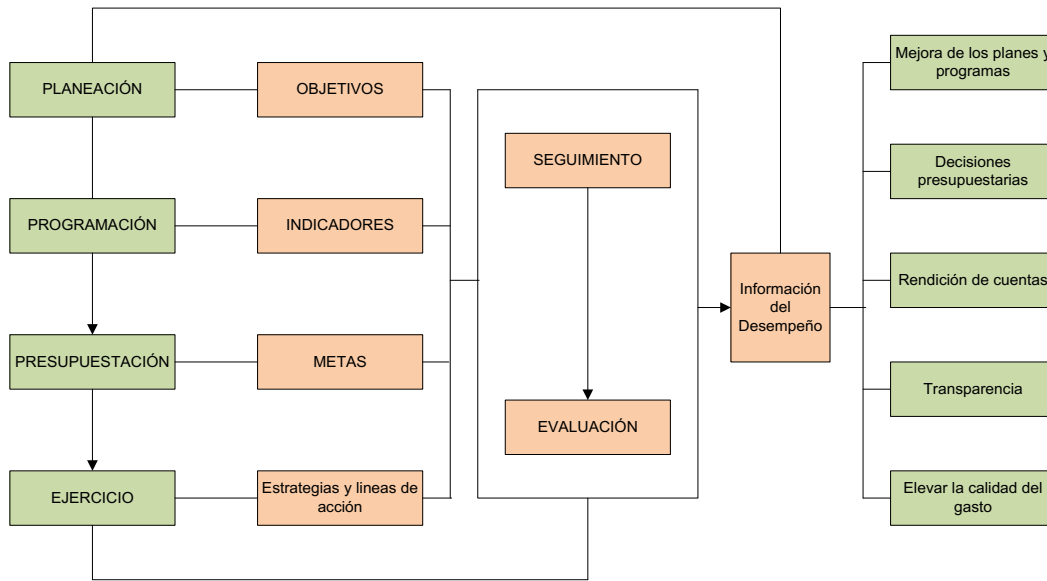 PLANEACIÓN
OBJETIVOS
PROGRAMACIÓN
INDICADORES
PRESUPUESTACIÓN
METAS
EJERCICIO
Estrategias y lineas de
acción
SEGUIMIENTO
EVALUACIÓN
Información
del
Desempeño
Mejora de los planes y
programas
Decisiones
presupuestarias
Rendición de cuentas
Transparencia
Elevar la calidad del
gasto